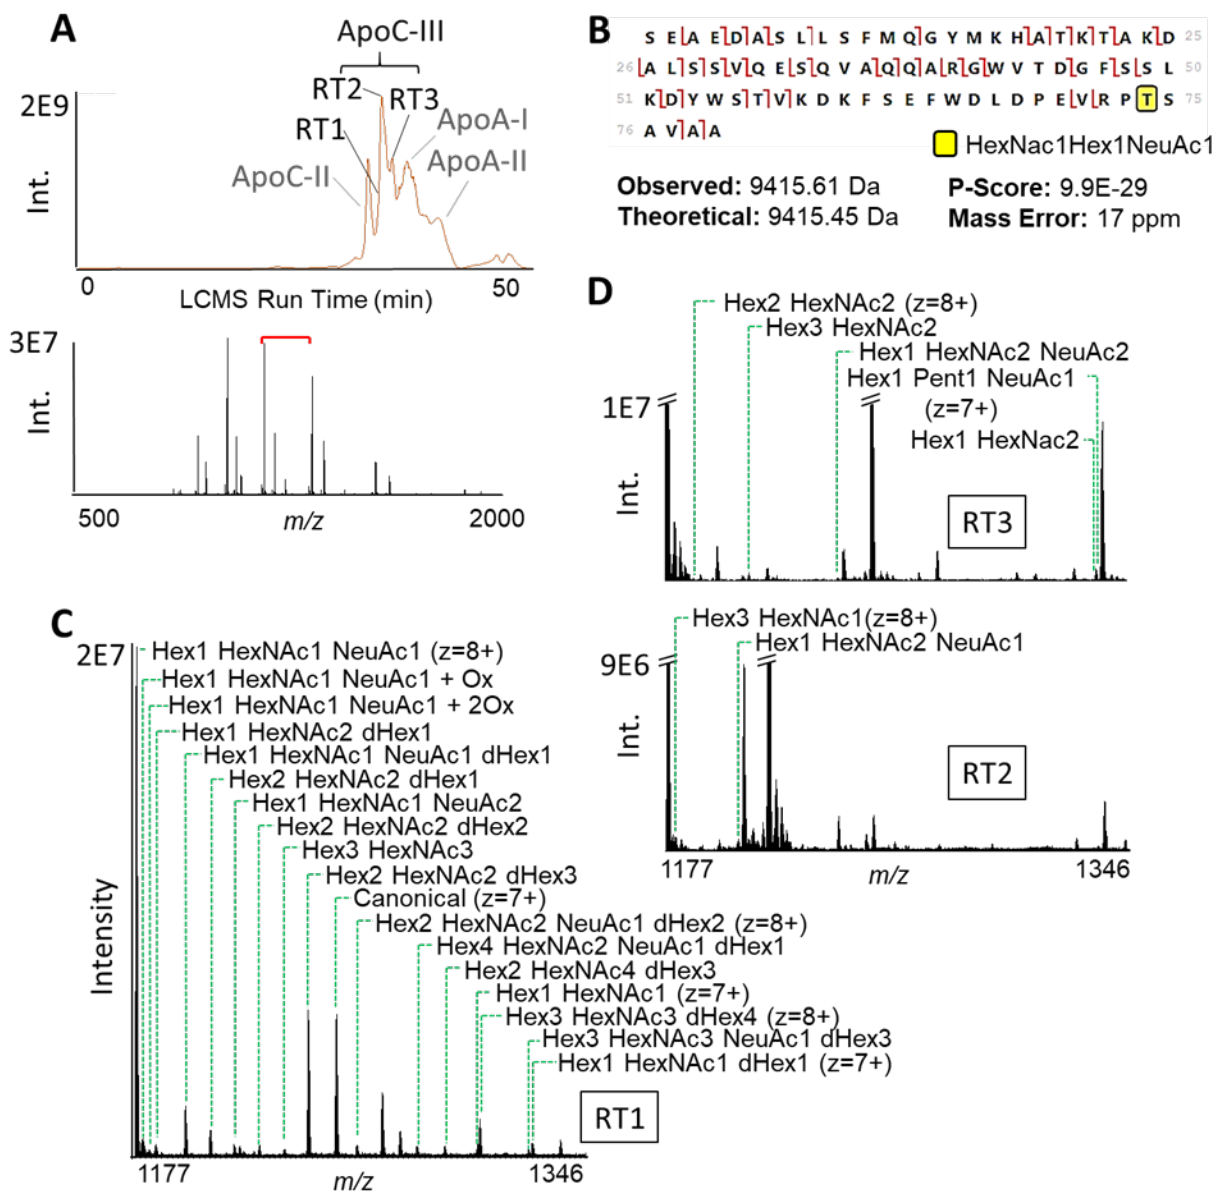 A
ApoC-III
2E9
RT2
RT3
RT1
ApoA-I
ApoA-II
ApoC-II
Int.
0
LCMS Run Time (min)
50
3E7
Int.
500
m/z
2000
B
S E A E D A S L L S F M Q G Y M K H A T K T A K D 25
26 A L S S V Q E S Q V A Q Q A R G W V T D G F S S L 50
51 K D Y W S T V K D K F S E F W D L D P E V R P T S 75
76 A V A A
HexNac1Hex1NeuAc1
Observed: 9415.61 Da
P-Score: 9.9E-29
Theoretical: 9415.45 Da
Mass Error: 17 ppm
C
2E7
Hex1 HexNAc1 NeuAc1 (z=8+)
Hex1 HexNAc1 NeuAc1 + Ox
Hex1 HexNAc1 NeuAc1 + 2Ox
Hex1 HexNAc2 dHex1
Hex1 HexNAc1 NeuAc1 dHex1
Hex2 HexNAc2 dHex1
Hex1 HexNAc1 NeuAc2
Hex2 HexNAc2 dHex2
Hex3 HexNAc3
Hex2 HexNAc2 dHex3
Canonical (z=7+)
Hex2 HexNAc2 NeuAc1 dHex2 (z=8+)
Hex4 HexNAc2 NeuAc1 dHex1
Hex2 HexNAc4 dHex3
Hex1 HexNAc1 (z=7+)
Hex3 HexNAc3 dHex4 (z=8+)
Hex3 HexNAc3 NeuAc1 dHex3
Hex1 HexNAc1 dHex1 (z=7+)
Intensity
RT1
1177
m/z
1346
D
Hex2 HexNAc2 (z=8+)
Hex3 HexNAc2
Hex1 HexNAc2 NeuAc2
Hex1 Pent1 NeuAc1
(z=7+)
1E7
Hex1 HexNac2
Int.
RT3
Hex3 HexNAc1(z=8+)
Hex1 HexNAc2 NeuAc1
9E6
Int.
RT2
1177
m/z
1346